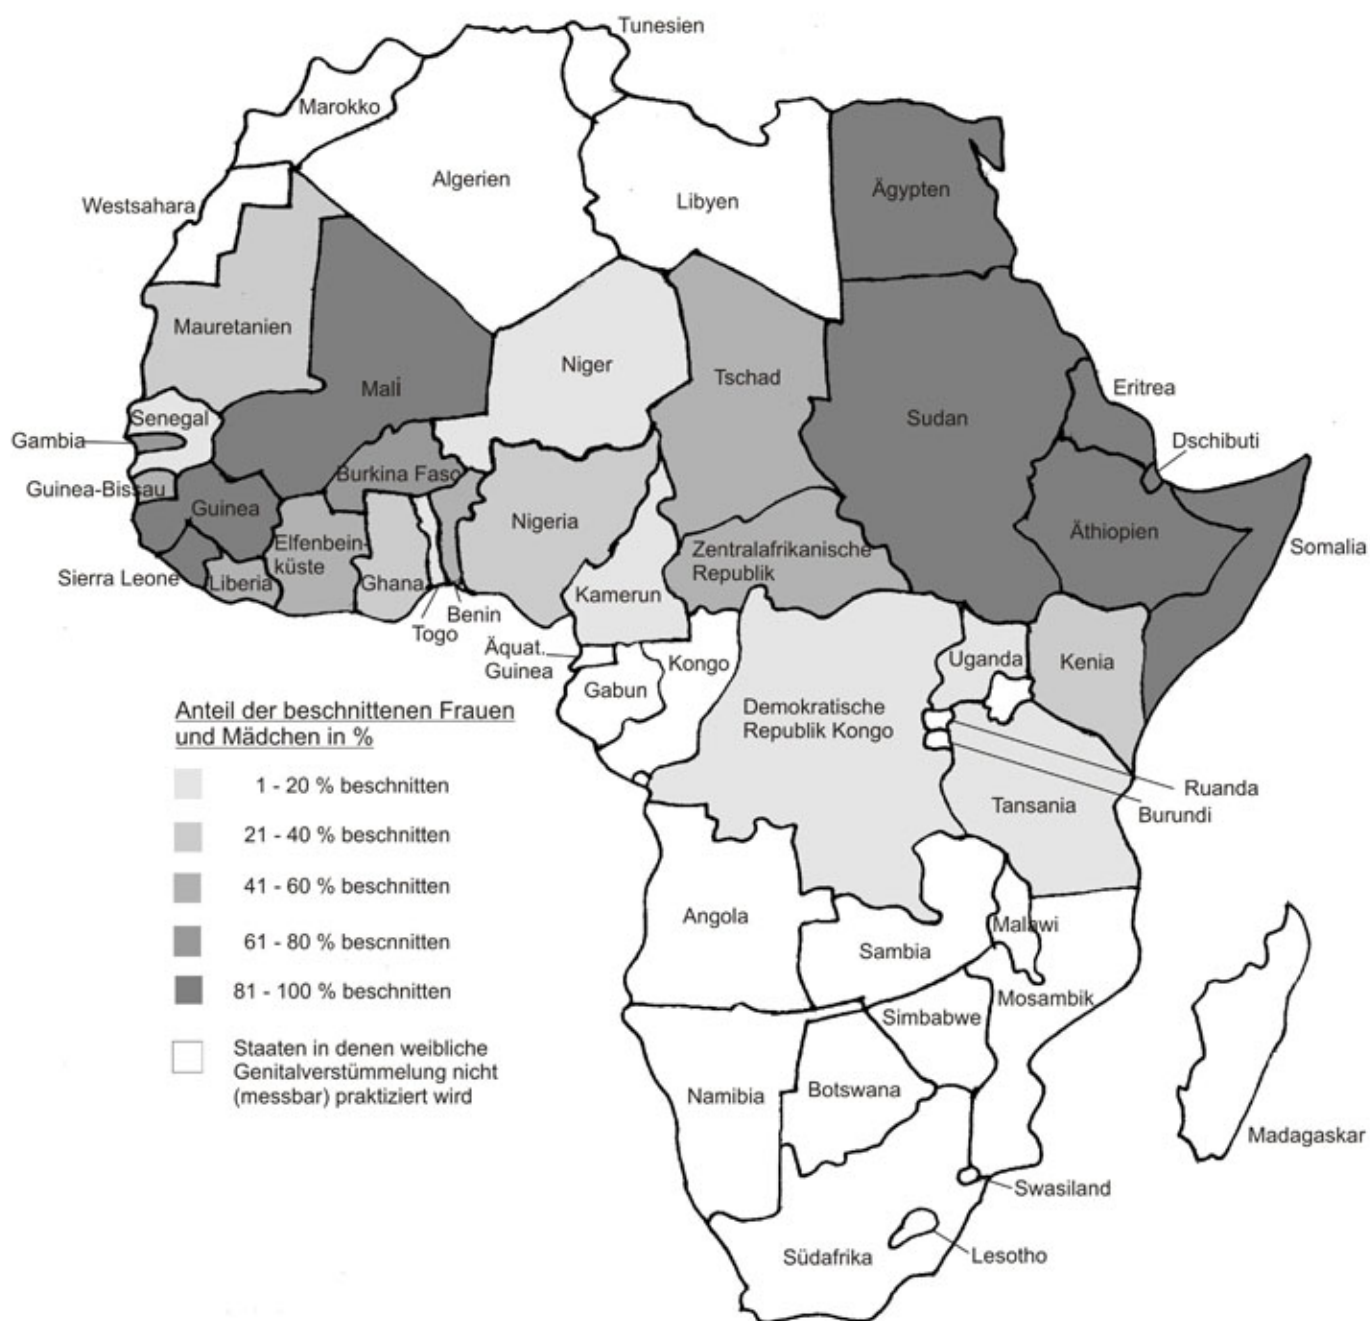 Tunesien
Marokko
Algerien
Libyen
Ägypten
Westsahara
Mauretanien
Mali
Niger
Tschad
Sudan
Eritrea
Dschibuti
Senegal
Gambia
Guinea-Bissau
Guinea
Burkina Faso
Nigeria
Äthiopien
Somalia
Elfenbein-
küste
Zentralafrikanische
Republik
Sierra Leone
Liberia
Ghana
Kamerun
Benin
Togo
Äquat.
Guinea
Kongo
Gabun
Uganda
Kenia
Demokratische
Republik Kongo
Ruanda
Burundi
Tansania
Anteil der beschnittenen Frauen
und Mädchen in %
1 - 20 % beschnitten
21 - 40 % beschnitten
41 - 60 % beschnitten
61 - 80 % bescnnitten
81 - 100 % beschnitten
Staaten in denen weibliche
Genitalverstümmelung nicht
(messbar) praktiziert wird
Angola
Sambia
Malawi
Mosambik
Simbabwe
Namibia
Botswana
Madagaskar
Swasiland
Südafrika
Lesotho